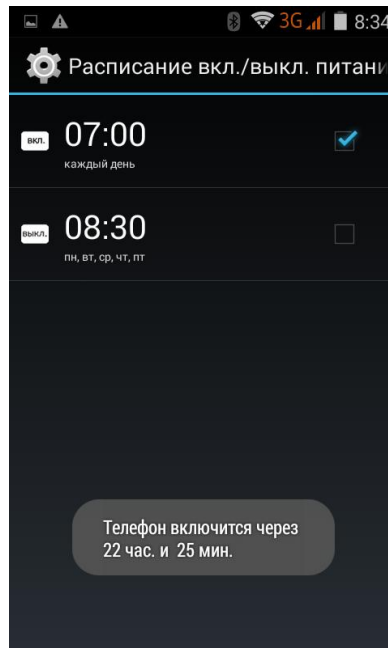 3G 8:34
Расписание вкл./выкл. питани
вкл. 07:00
каждый день
выкл. 08:30
пн, вт, ср, чт, пт
Телефон включится через
22 час. и 25 мин.